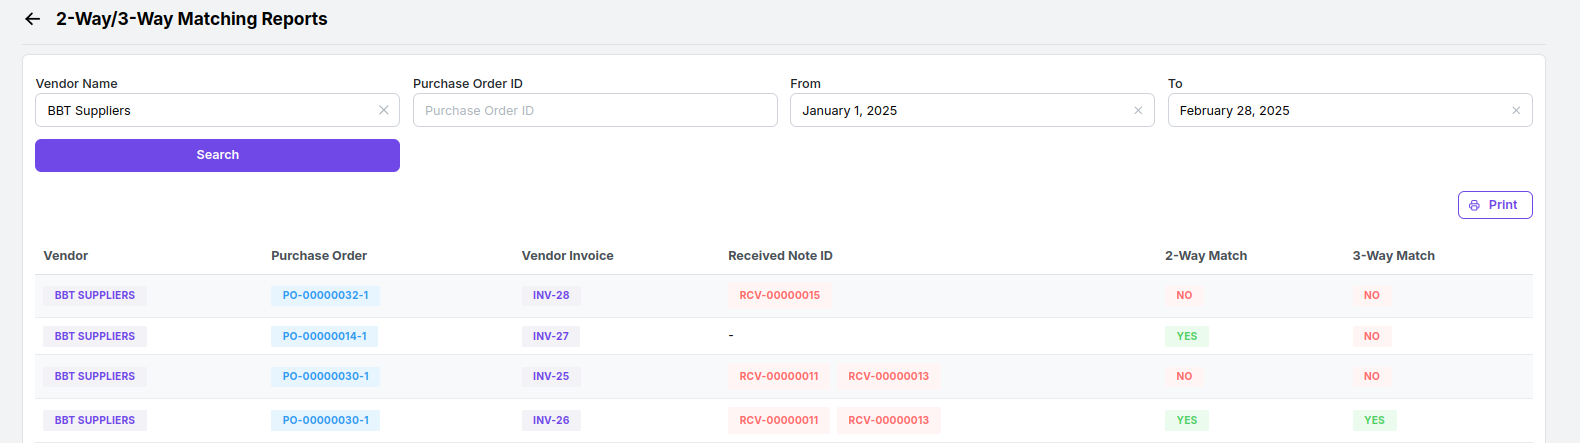 2-Way/3-Way Matching Reports
Vendor Name Purchase Order ID From To
BBT Suppliers Purchase Order ID January 1, 2025 February 28, 2025
Search
Print
Vendor Purchase Order Vendor Invoice Received Note ID 2-Way Match 3-Way Match
BBT SUPPLIERS PO-00000032-1 INV-28 RCV-00000015 NO NO
BBT SUPPLIERS PO-00000014-1 INV-27 - YES NO
BBT SUPPLIERS PO-00000030-1 INV-25 RCV-00000011 RCV-00000013 NO NO
BBT SUPPLIERS PO-00000030-1 INV-26 RCV-00000011 RCV-00000013 YES YES